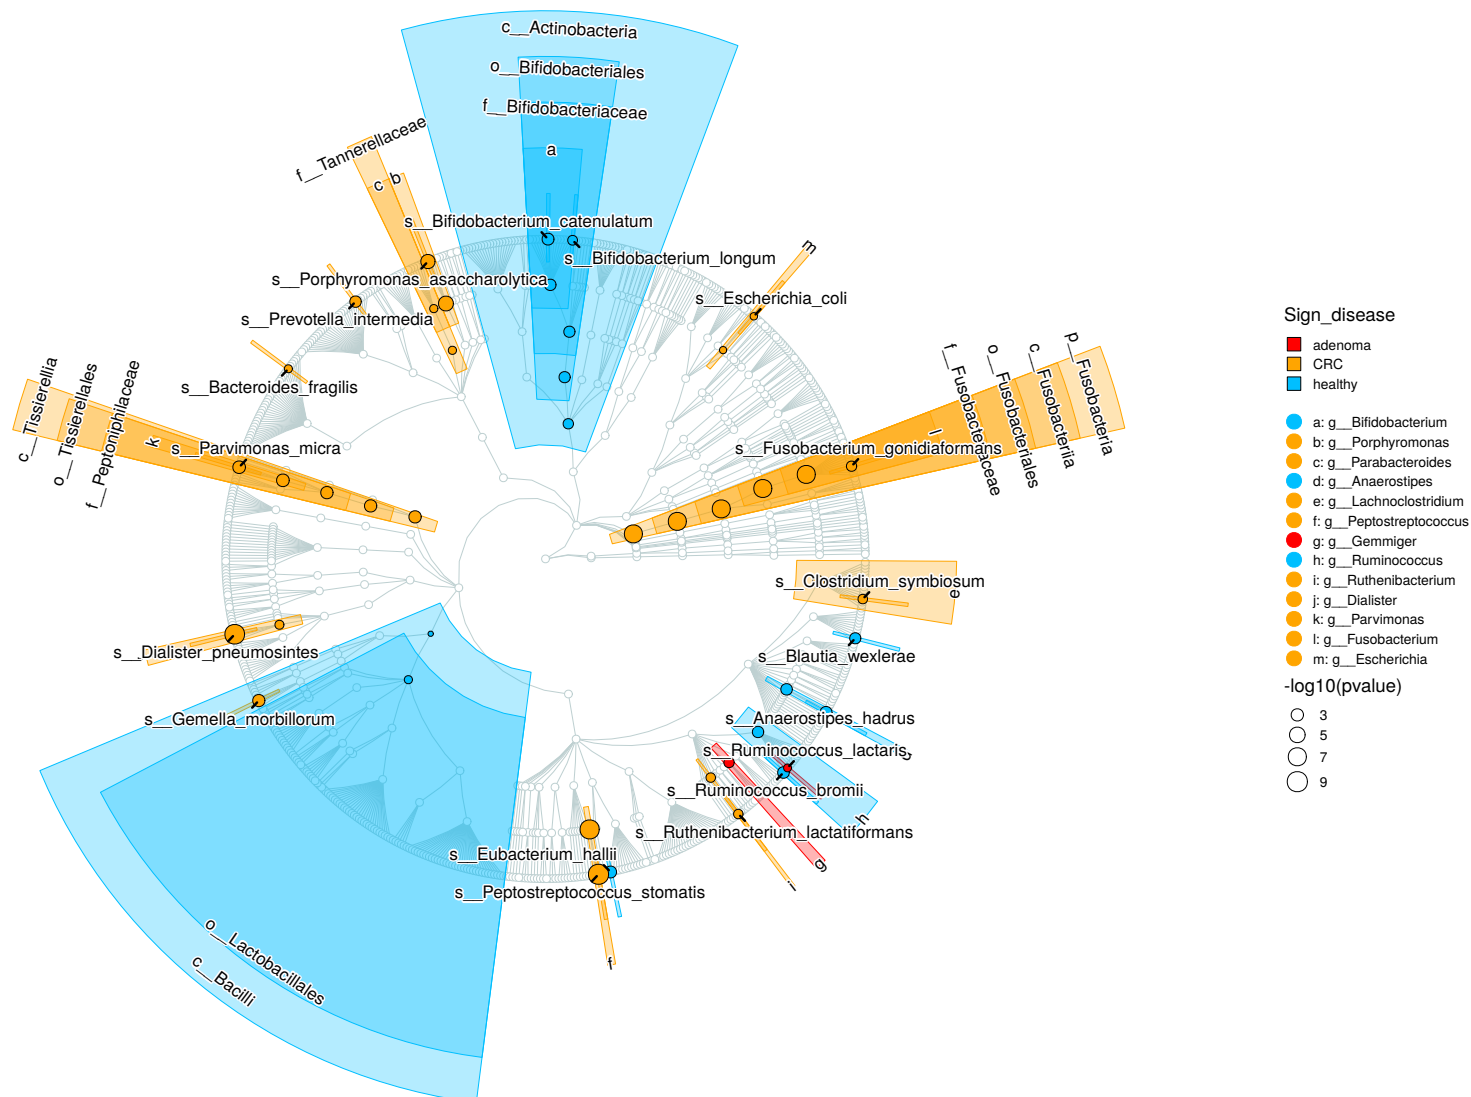 c__Actinobacteria
o__Bifidobacteriales
f__Bifidobacteriaceae
a
f__Tannerellaceae
c
b
s__Bifidobacterium_catenulatum
s__Bifidobacterium_longum
m
s__Porphyromonas_asaccharolytica
s__Escherichia_coli
s__Prevotella_intermedia
s__Bacteroides_fragilis
c__Tissierellia
o__Tissierellales
f__Peptoniphilaceae
k
s__Parvimonas_micra
s__Fusobacterium_gonidiaformans
l
f__Fusobacteriaceae
o__Fusobacteriales
c__Fusobacteriia
p__Fusobacteria
s__Clostridium_symbiosum
e
s__Dialister_pneumosintes
s__Blautia_wexlerae
s__Gemella_morbillorum
s__Anaerostipes_hadrus
s__Ruminococcus_lactaris
d
s__Ruminococcus_bromii
h
s__Ruthenibacterium_lactatiformans
g
s__Eubacterium_hallii
i
s__Peptostreptococcus_stomatis
f
o__Lactobacillales
c__Bacilli
Sign_disease
adenoma
CRC
healthy
a: g__Bifidobacterium
b: g__Porphyromonas
c: g__Parabacteroides
d: g__Anaerostipes
e: g__Lachnoclostridium
f: g__Peptostreptococcus
g: g__Gemmiger
h: g__Ruminococcus
i: g__Ruthenibacterium
j: g__Dialister
k: g__Parvimonas
l: g__Fusobacterium
m: g__Escherichia
-log10(pvalue)
3
5
7
9